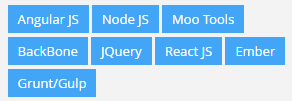 Angular JS Node JS Moo Tools
BackBone JQuery React JS Ember
Grunt/Gulp